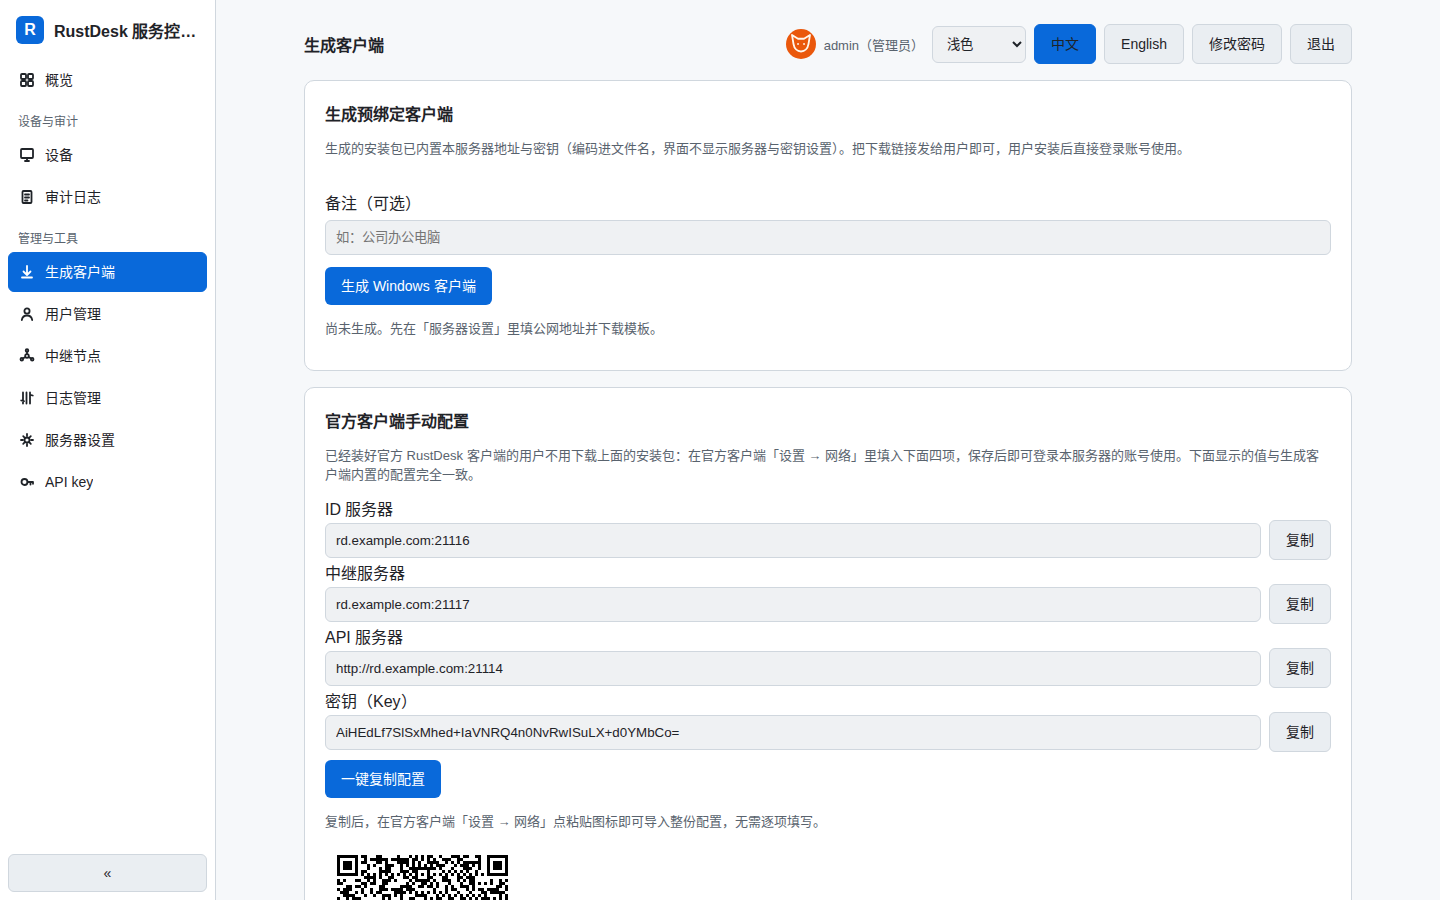 R RustDesk 服务控...
概览
设备与审计
设备
审计日志
管理与工具
生成客户端
用户管理
中继节点
日志管理
服务器设置
API key
«
生成客户端
admin（管理员） 浅色 中文 English 修改密码 退出
生成预绑定客户端
生成的安装包已内置本服务器地址与密钥（编码进文件名，界面不显示服务器与密钥设置）。把下载链接发给用户即可，用户安装后直接登录账号使用。
备注（可选）
如：公司办公电脑
生成 Windows 客户端
尚未生成。先在「服务器设置」里填公网地址并下载模板。
官方客户端手动配置
已经装好官方 RustDesk 客户端的用户不用下载上面的安装包：在官方客户端「设置 → 网络」里填入下面四项，保存后即可登录本服务器的账号使用。下面显示的值与生成客
户端内置的配置完全一致。
ID 服务器
rd.example.com:21116 复制
中继服务器
rd.example.com:21117 复制
API 服务器
http://rd.example.com:21114 复制
密钥（Key）
AiHEdLf7SlSxMhed+IaVNRQ4n0NvRwISuLX+d0YMbCo= 复制
一键复制配置
复制后，在官方客户端「设置 → 网络」点粘贴图标即可导入整份配置，无需逐项填写。